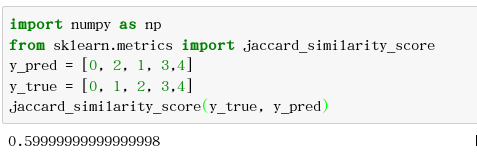 import numpy as np
from sklearn.metrics import jaccard_similarity_score
y_pred = [0, 2, 1, 3,4]
y_true = [0, 1, 2, 3,4]
jaccard_similarity_score(y_true, y_pred)
0.59999999999999998